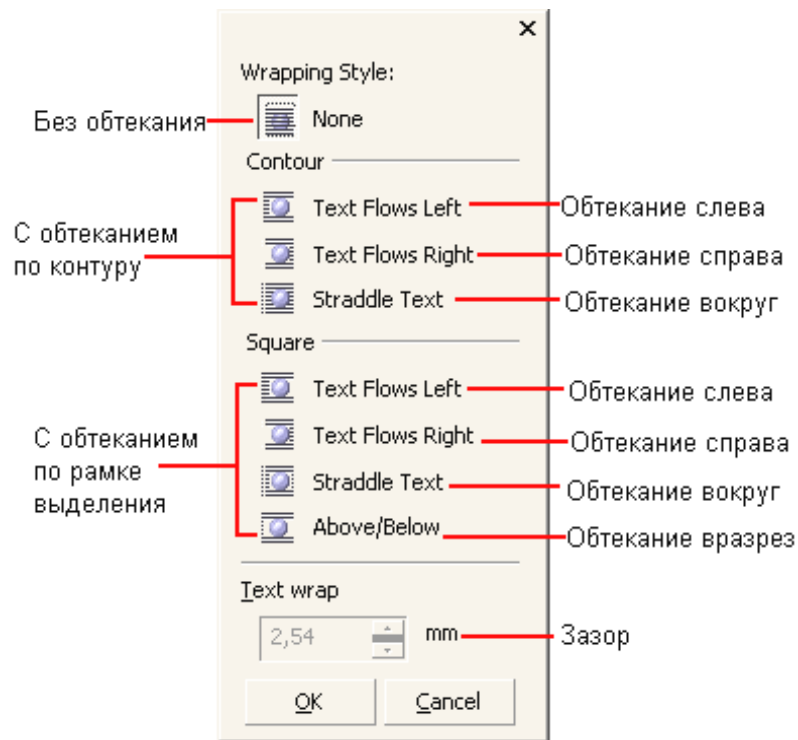 Wrapping Style:
Без обтекания
None
Contour
С обтеканием
по контуру
Text Flows Left
Обтекание слева
Text Flows Right
Обтекание справа
Straddle Text
Обтекание вокруг
Square
С обтеканием
по рамке
выделения
Text Flows Left
Обтекание слева
Text Flows Right
Обтекание справа
Straddle Text
Обтекание вокруг
Above/Below
Обтекание вразрез
Text wrap
2,54
mm
Зазор
OK
Cancel